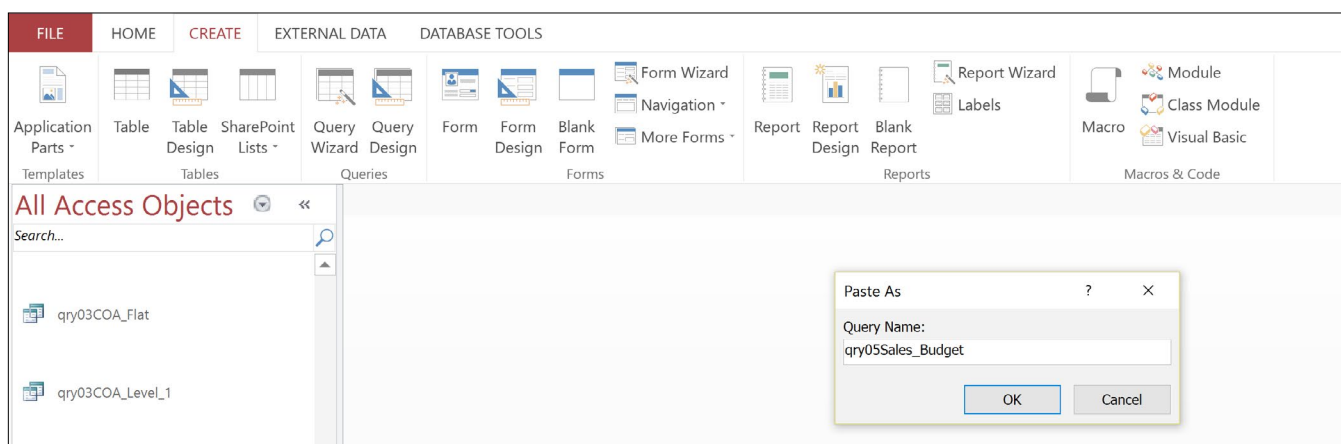 FILE HOME CREATE EXTERNAL DATA DATABASE TOOLS
Application Parts
Table
Table Design
SharePoint Lists
Query Wizard
Query Design
Form
Form Design
Blank Form
Form Wizard
Navigation
More Forms
Report
Report Design
Blank Report
Report Wizard
Labels
Macro
Module
Class Module
Visual Basic
Templates Tables Queries Forms Reports Macros & Code
All Access Objects «
Search...
qry03COA_Flat
qry03COA_Level_1
Paste As ? ×
Query Name:
qry05Sales_Budget
OK Cancel